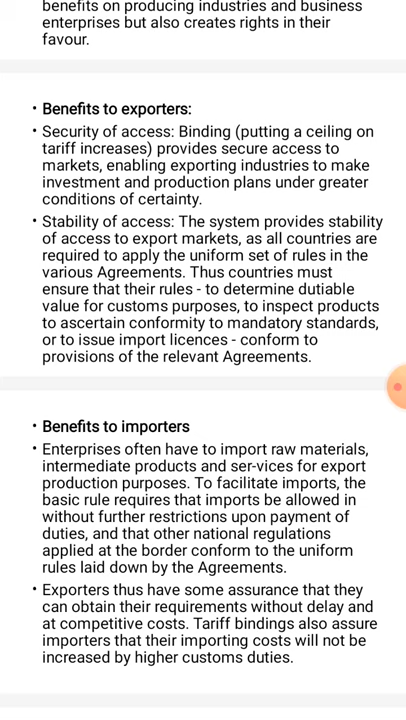 benefits on producing industries and business
enterprises but also creates rights in their
favour.
• Benefits to exporters:
• Security of access: Binding (putting a ceiling on
tariff increases) provides secure access to
markets, enabling exporting industries to make
investment and production plans under greater
conditions of certainty.
• Stability of access: The system provides stability
of access to export markets, as all countries are
required to apply the uniform set of rules in the
various Agreements. Thus countries must
ensure that their rules - to determine dutiable
value for customs purposes, to inspect products
to ascertain conformity to mandatory standards,
or to issue import licences - conform to
provisions of the relevant Agreements.
• Benefits to importers
• Enterprises often have to import raw materials,
intermediate products and ser-vices for export
production purposes. To facilitate imports, the
basic rule requires that imports be allowed in
without further restrictions upon payment of
duties, and that other national regulations
applied at the border conform to the uniform
rules laid down by the Agreements.
• Exporters thus have some assurance that they
can obtain their requirements without delay and
at competitive costs. Tariff bindings also assure
importers that their importing costs will not be
increased by higher customs duties.